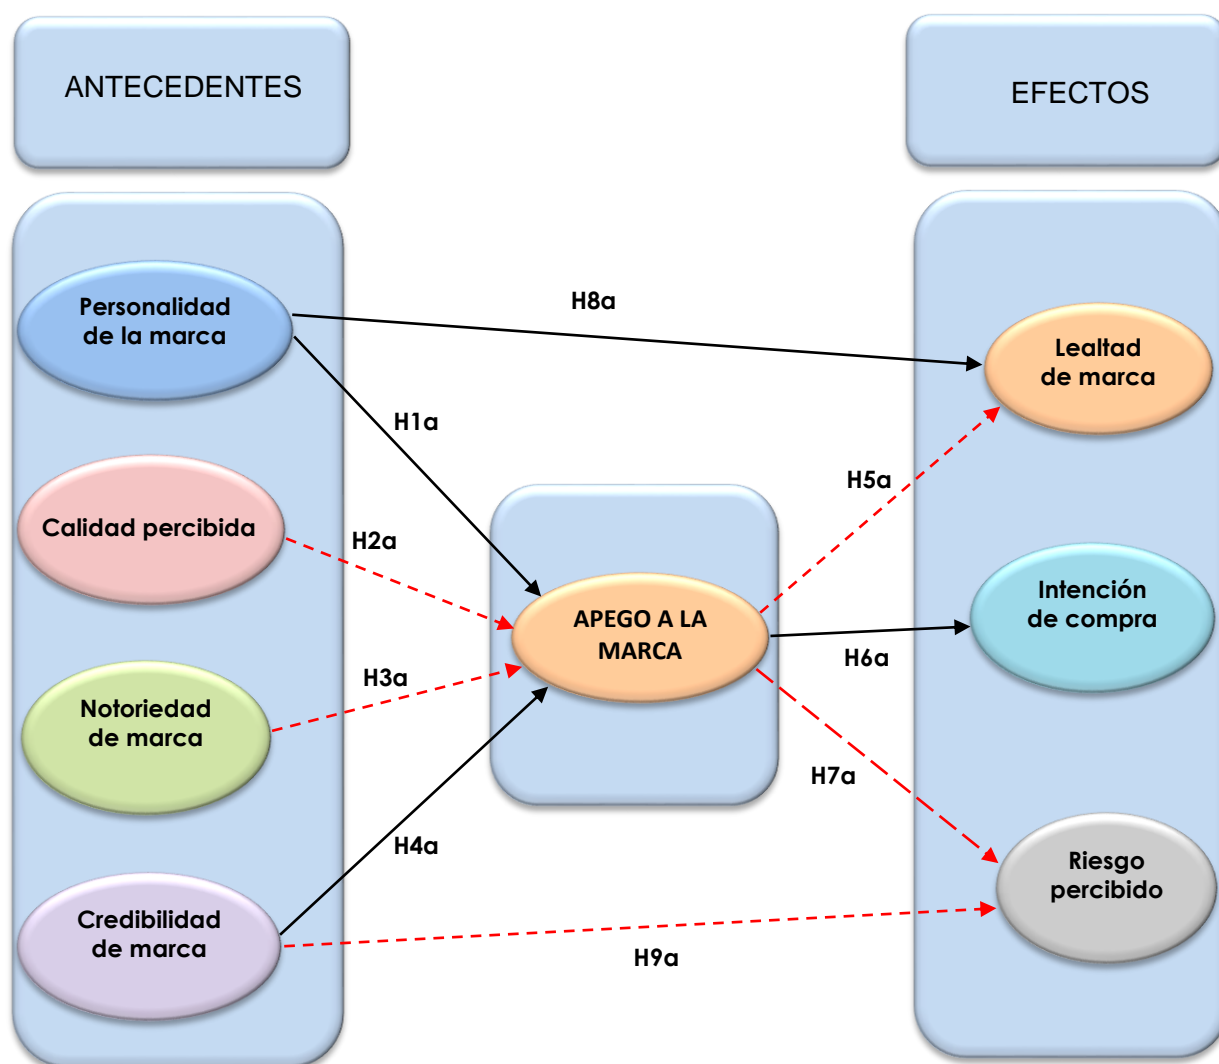 ANTECEDENTES
EFECTOS
Personalidad
de la marca
H8a
Lealtad
de marca
H1a
H5a
Calidad percibida
H2a
Intención
de compra
APEGO A LA
MARCA
H6a
H3a
Notoriedad
de marca
H7a
H4a
Riesgo
percibido
Credibilidad
de marca
H9a